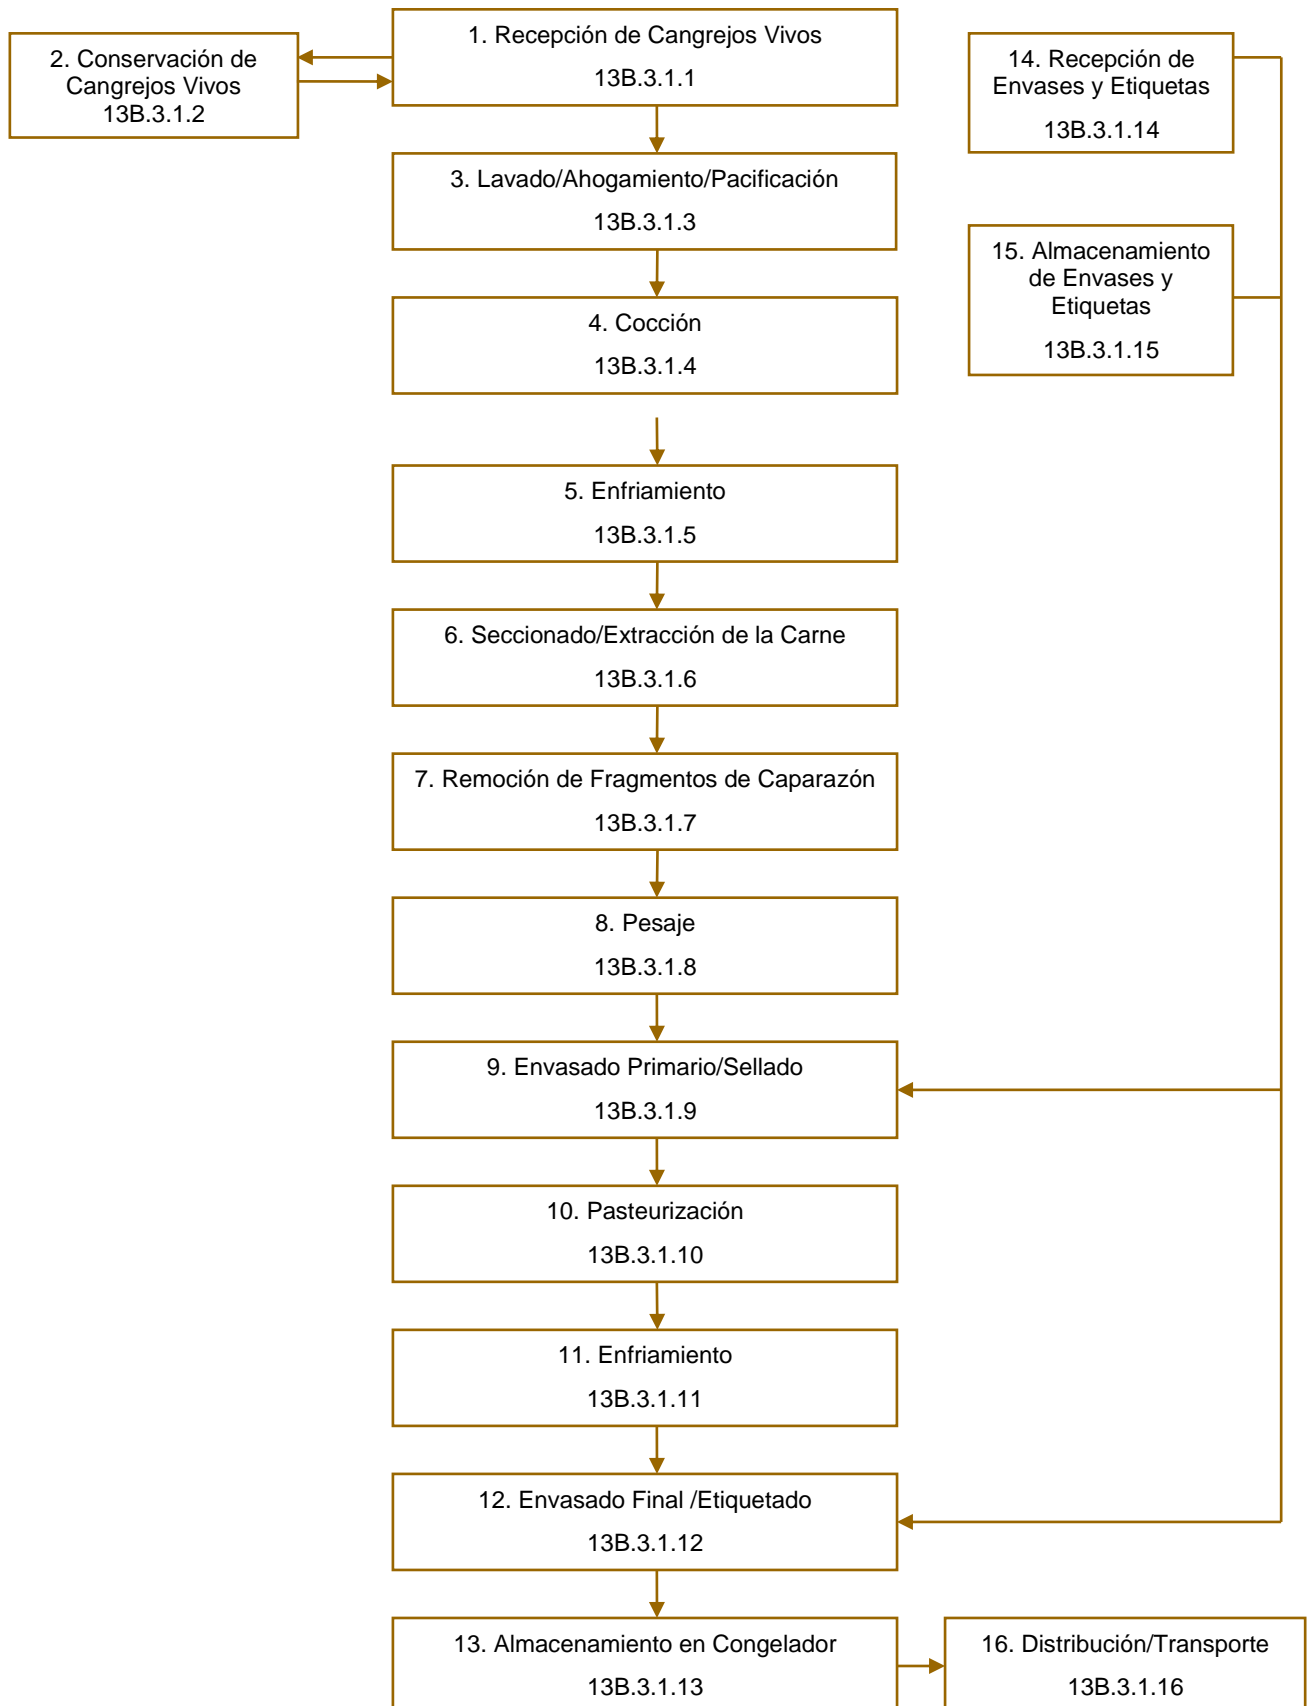 1. Recepción de Cangrejos Vivos
13B.3.1.1
2. Conservación de
Cangrejos Vivos
13B.3.1.2
14. Recepción de
Envases y Etiquetas
13B.3.1.14
3. Lavado/Ahogamiento/Pacificación
13B.3.1.3
15. Almacenamiento
de Envases y
Etiquetas
13B.3.1.15
4. Cocción
13B.3.1.4
5. Enfriamiento
13B.3.1.5
6. Seccionado/Extracción de la Carne
13B.3.1.6
7. Remoción de Fragmentos de Caparazón
13B.3.1.7
8. Pesaje
13B.3.1.8
9. Envasado Primario/Sellado
13B.3.1.9
10. Pasteurización
13B.3.1.10
11. Enfriamiento
13B.3.1.11
12. Envasado Final /Etiquetado
13B.3.1.12
13. Almacenamiento en Congelador
13B.3.1.13
16. Distribución/Transporte
13B.3.1.16